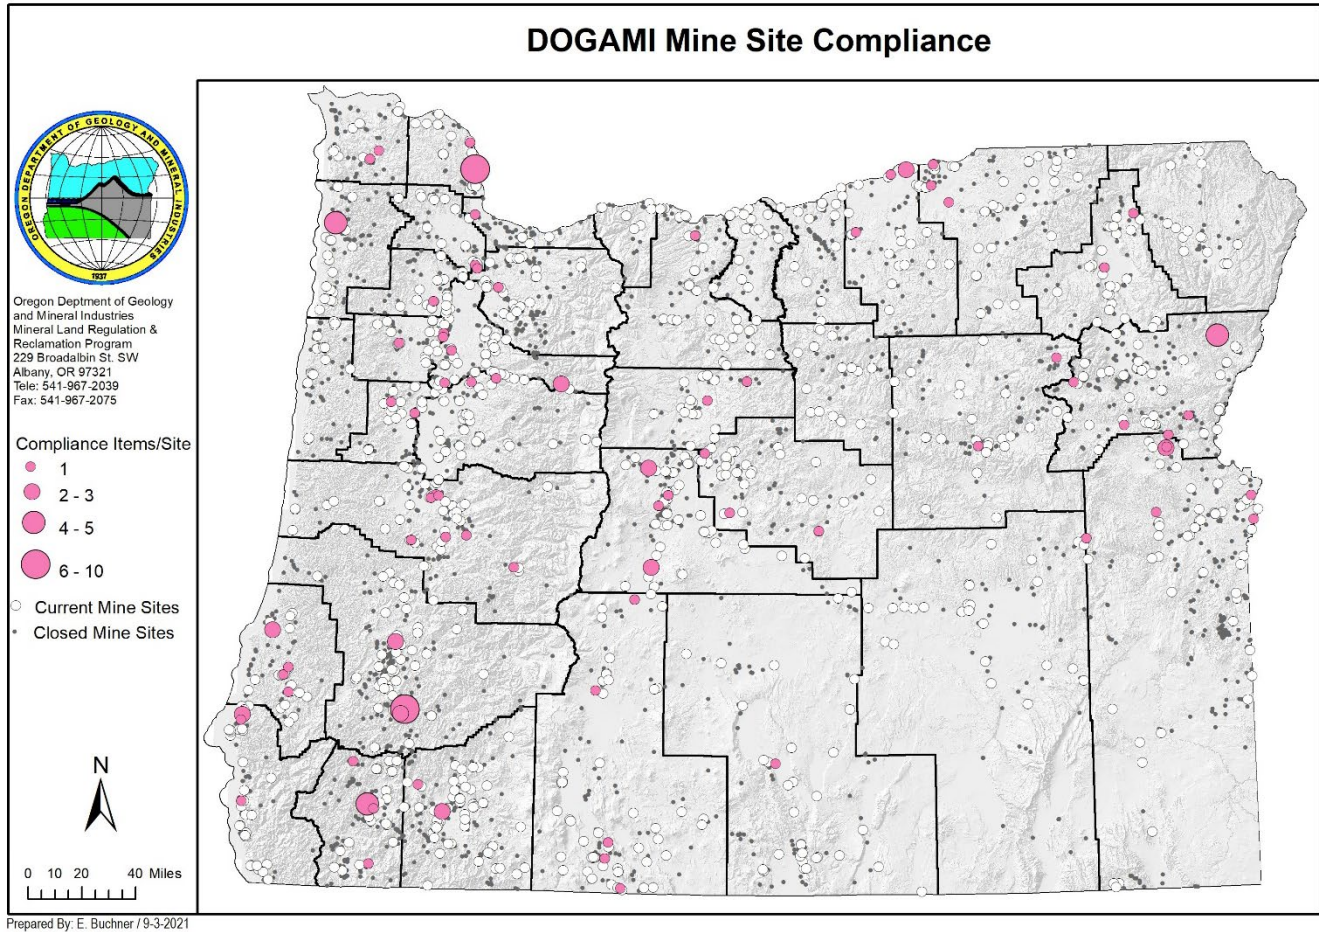 DOGAMI Mine Site Compliance
OREGON DEPARTMENT OF GEOLOGY AND MINERAL INDUSTRIES
1937
Oregon Deptment of Geology
and Mineral Industries
Mineral Land Regulation &
Reclamation Program
229 Broadalbin St. SW
Albany, OR 97321
Tele: 541-967-2039
Fax: 541-967-2075
Compliance Items/Site
1
2 - 3
4 - 5
6 - 10
Current Mine Sites
Closed Mine Sites
N
0 10 20 40 Miles
Prepared By: E. Buchner / 9-3-2021